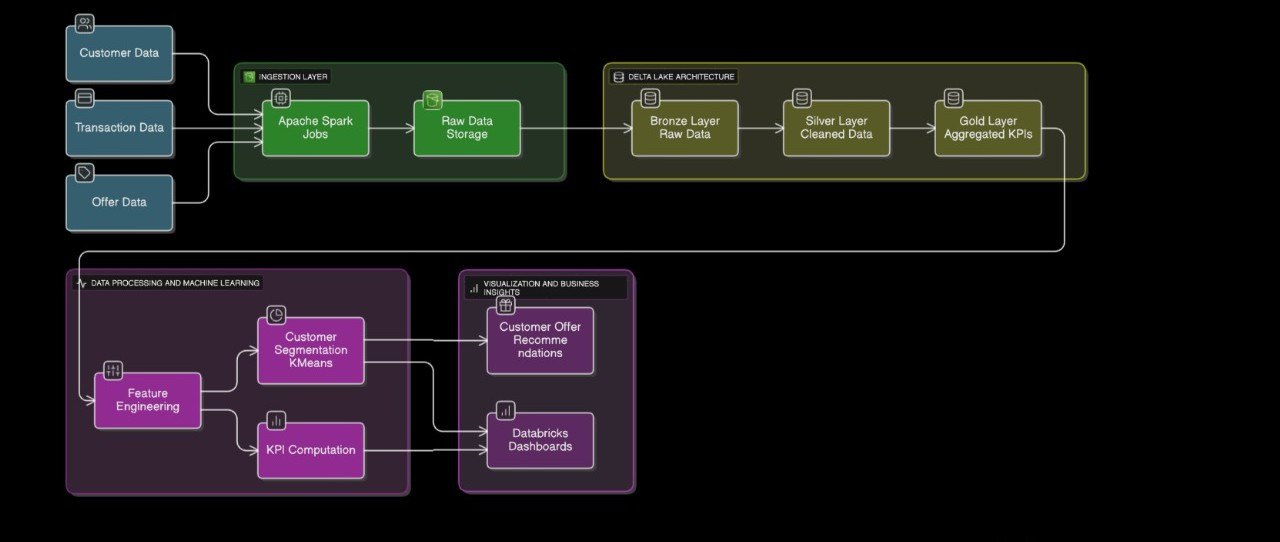 Customer Data
Transaction Data
Offer Data
INGESTION LAYER
Apache Spark
Jobs
Raw Data
Storage
DELTA LAKE ARCHITECTURE
Bronze Layer
Raw Data
Silver Layer
Cleaned Data
Gold Layer
Aggregated KPIs
DATA PROCESSING AND MACHINE LEARNING
Feature
Engineering
Customer
Segmentation
KMeans
KPI Computation
VISUALIZATION AND BUSINESS
INSIGHTS
Customer Offer
Recomme
ndations
Databricks
Dashboards